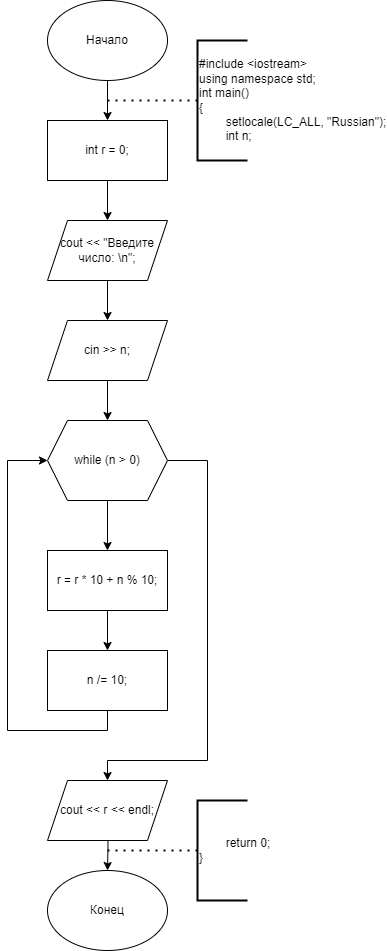 Начало
#include <iostream>
using namespace std;
int main()
{
setlocale(LC_ALL, "Russian");
int n;
int r = 0;
cout << "Введите
число: \n";
cin >> n;
while (n > 0)
r = r * 10 + n % 10;
n /= 10;
cout << r << endl;
return 0;
}
Конец